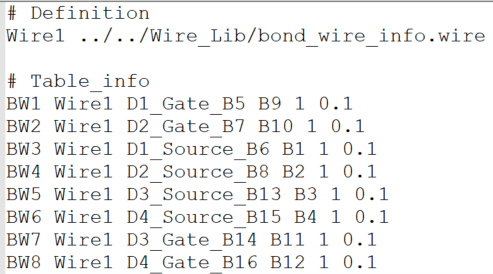 # Definition
Wire1 ../../Wire_Lib/bond_wire_info.wire
# Table_info
BW1 Wire1 D1_Gate_B5 B9 1 0.1
BW2 Wire1 D2_Gate_B7 B10 1 0.1
BW3 Wire1 D1_Source_B6 B1 1 0.1
BW4 Wire1 D2_Source_B8 B2 1 0.1
BW5 Wire1 D3_Source_B13 B3 1 0.1
BW6 Wire1 D4_Source_B15 B4 1 0.1
BW7 Wire1 D3_Gate_B14 B11 1 0.1
BW8 Wire1 D4_Gate_B16 B12 1 0.1